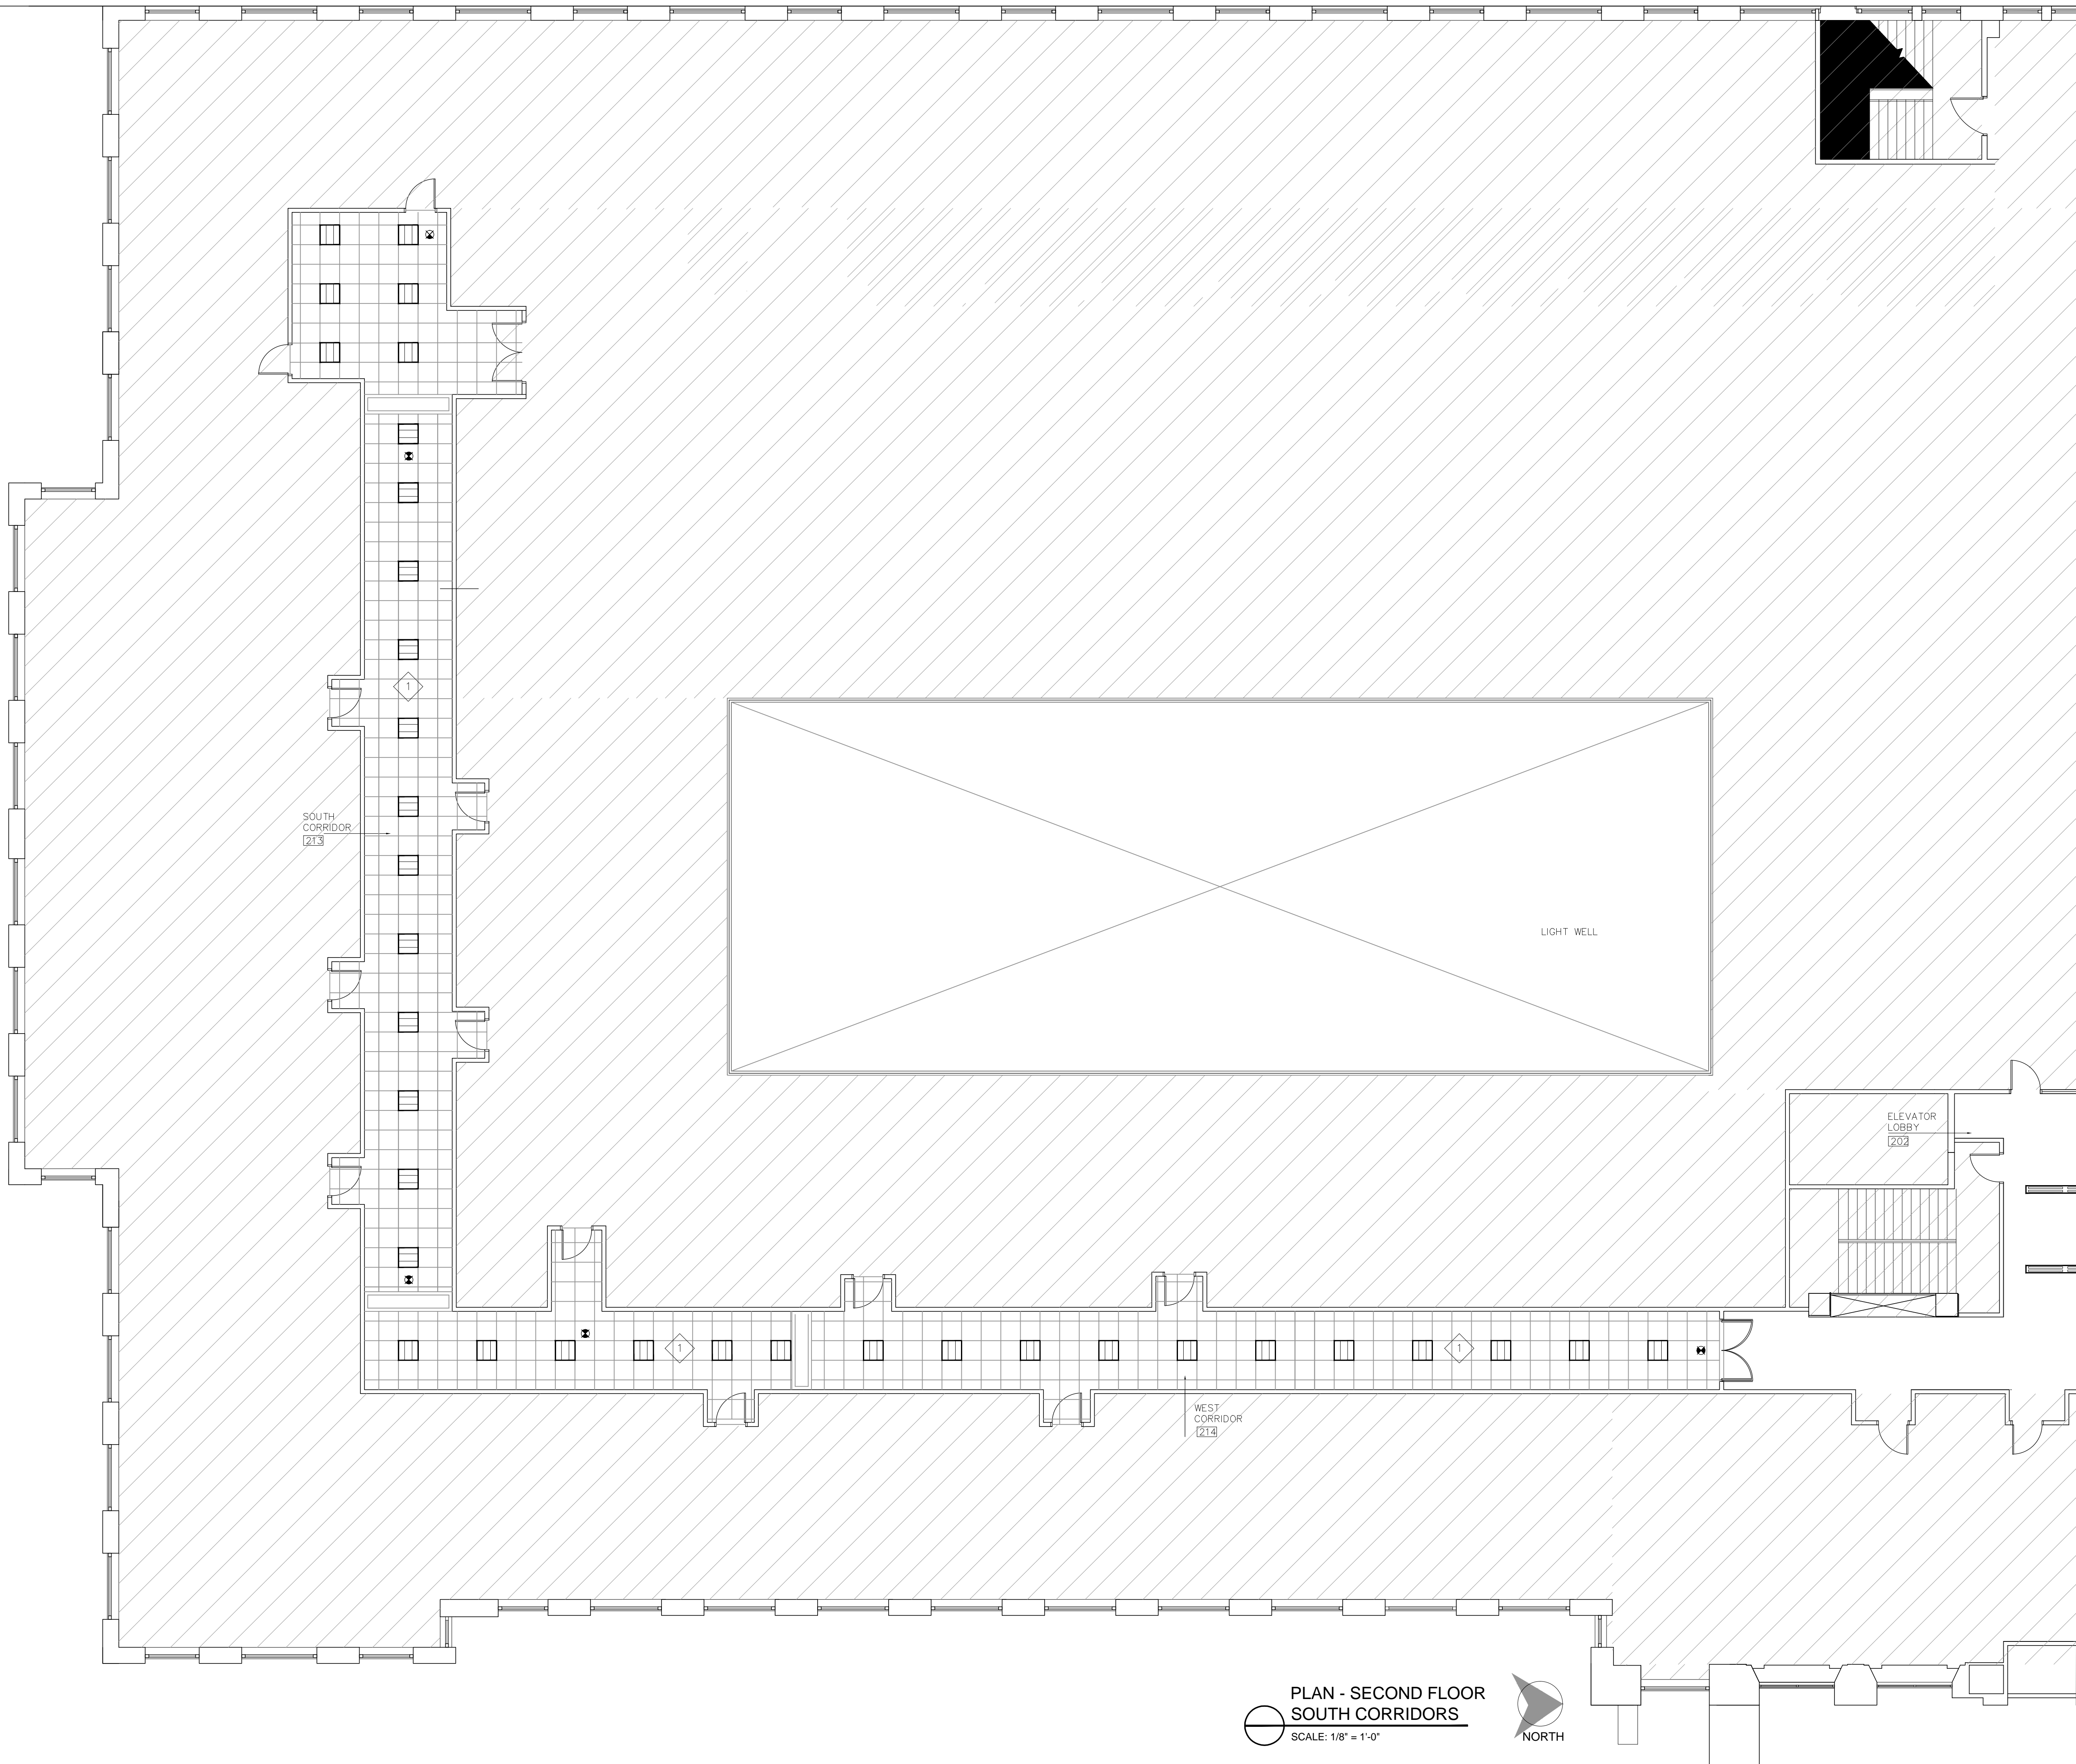 1
SOUTH
CORRIDOR
213
LIGHT WELL
ELEVATOR
LOBBY
202
1
1
WEST
CORRIDOR
214
PLAN - SECOND FLOOR
SOUTH CORRIDORS
SCALE: 1/8" = 1'-0"
NORTH